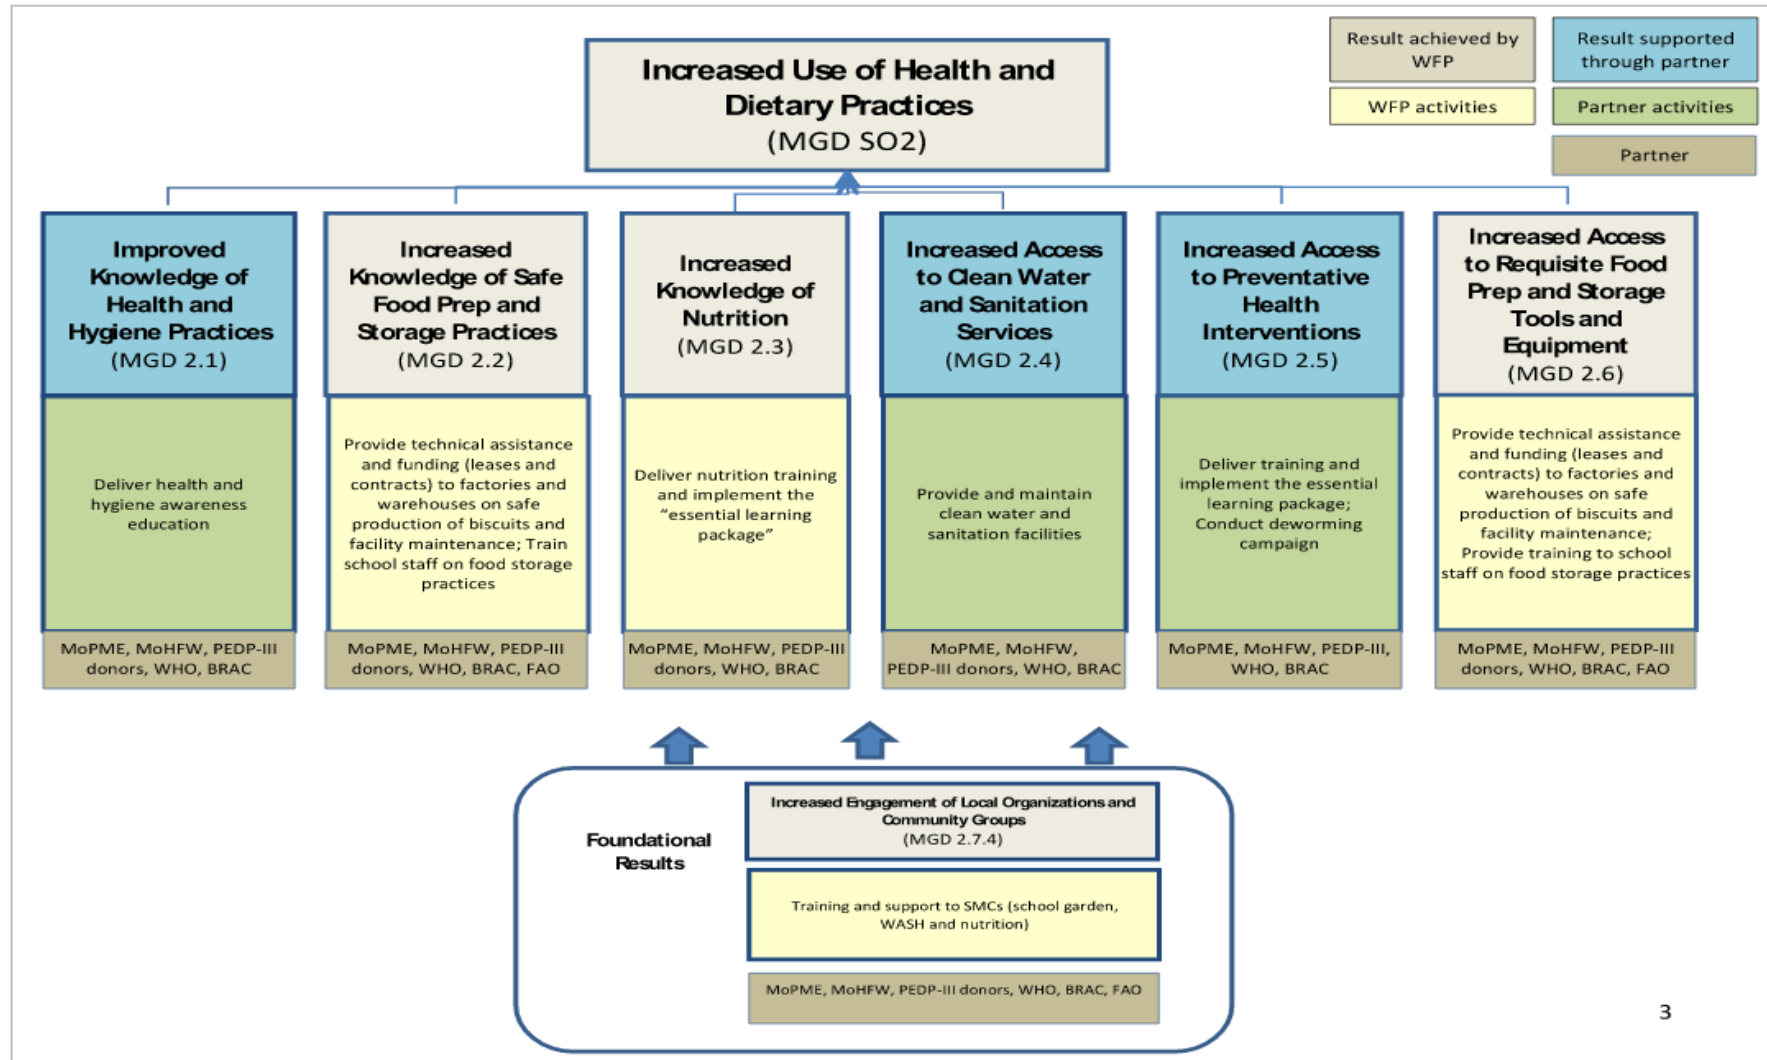 Increased Use of Health and
Dietary Practices
(MGD SO2)
Result achieved by
WFP
Result supported
through partner
WFP activities
Partner activities
Partner
Improved
Knowledge of
Health and
Hygiene Practices
(MGD 2.1)
Increased
Knowledge of Safe
Food Prep and
Storage Practices
(MGD 2.2)
Increased
Knowledge of
Nutrition
(MGD 2.3)
Increased Access
to Clean Water
and Sanitation
Services
(MGD 2.4)
Increased Access
to Preventative
Health
Interventions
(MGD 2.5)
Increased Access
to Requisite Food
Prep and Storage
Tools and
Equipment
(MGD 2.6)
Deliver health and
hygiene awareness
education
Provide technical assistance
and funding (leases and
contracts) to factories and
warehouses on safe
production of biscuits and
facility maintenance; Train
school staff on food storage
practices
Deliver nutrition training
and implement the
“essential learning
package”
Provide and maintain
clean water and
sanitation facilities
Deliver training and
implement the essential
learning package;
Conduct deworming
campaign
Provide technical assistance
and funding (leases and
contracts) to factories and
warehouses on safe
production of biscuits and
facility maintenance;
Provide training to school
staff on food storage practices
MoPME, MoHFW, PEDP-III
donors, WHO, BRAC
MoPME, MoHFW, PEDP-III
donors, WHO, BRAC, FAO
MoPME, MoHFW, PEDP-III
donors, WHO, BRAC
MoPME, MoHFW,
PEDP-III donors, WHO, BRAC
MoPME, MoHFW, PEDP-III,
WHO, BRAC
MoPME, MoHFW, PEDP-III
donors, WHO, BRAC, FAO
Foundational
Results
Increased Engagement of Local Organizations and
Community Groups
(MGD 2.7.4)
Training and support to SMCs (school garden,
WASH and nutrition)
MoPME, MoHFW, PEDP-III donors, WHO, BRAC, FAO
3